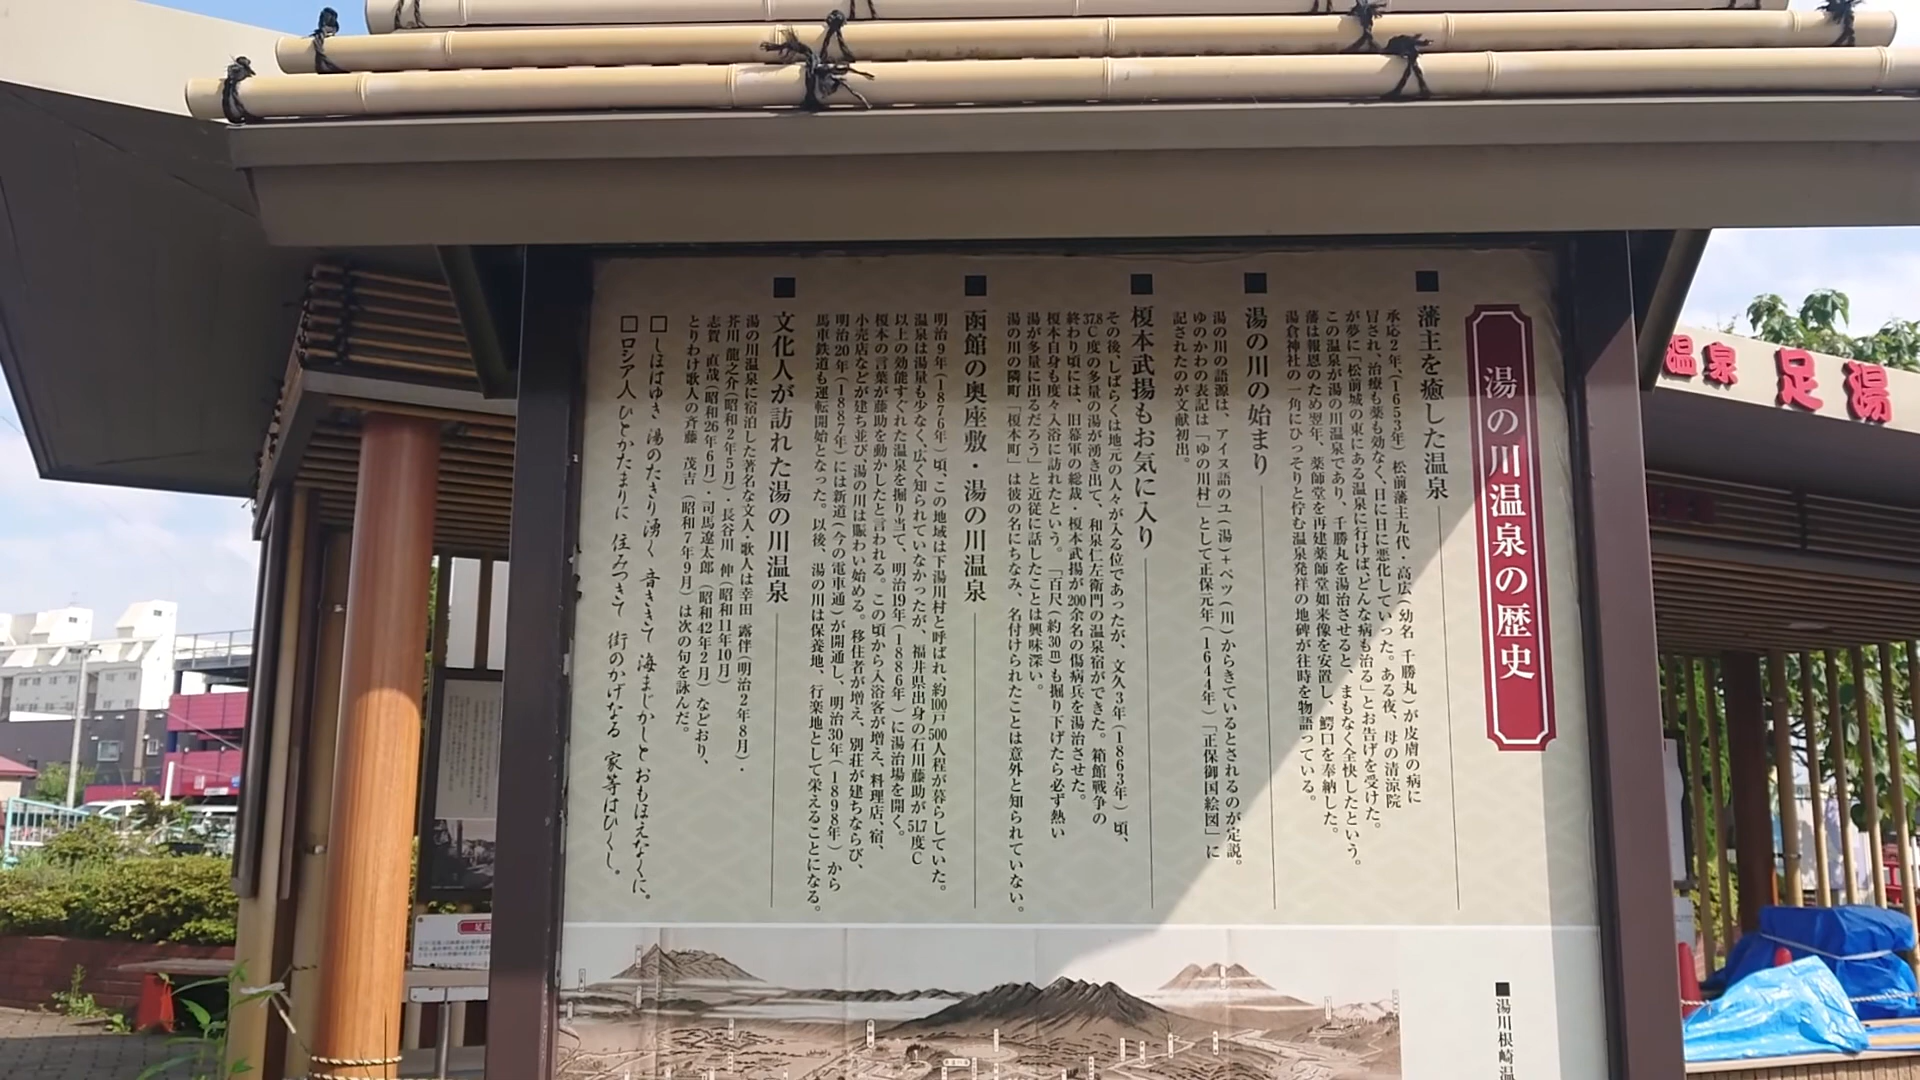 湯の川温泉の歴史
■藩主を癒した温泉
承応2年、(1653年) 松前藩主九代・高広(幼名 千勝丸)が皮膚の病に
冒され、治療も薬も効なく、日に日に悪化していった。ある夜、母の清涼院
が夢に「松前城の東にある温泉に行けば、どんな病も治る」とお告げを受けた。
この温泉が湯の川温泉であり、千勝丸を湯治させると、まもなく全快したという。
藩は報恩のため翌年、薬師堂を再建薬師堂如来像を安置し、鰐口を奉納した。
湯倉神社の一角にひっそりと佇む温泉発祥の地碑が往時を物語っている。
■湯の川の始まり
湯の川の語源は、アイヌ語のユ(湯)+ペッ(川)からきているとされるのが定説。
ゆのかわの表記は「ゆの川村」として正保元年(1644年)「正保御国絵図」に
記されたのが文献初出。
■榎本武揚もお気に入り
その後、しばらくは地元の人々が入る位であったが、文久3年(1863年)頃、
37.8℃度の多量の湯が湧き出て、和泉仁左衛門の温泉宿ができた。箱館戦争の
終わり頃には、旧幕軍の総裁・榎本武揚が200余名の傷病兵を湯治させた。
榎本自身も度々入浴に訪れたという。「百尺(約30m)も掘り下げたら必ず熱い
湯が多量に出るだろう」と近従に話したことは興味深い。
湯の川の隣町「榎本町」は彼の名にちなみ、名付けられたことは意外と知られていない。
■函館の奥座敷・湯の川温泉
明治9年(1876年)頃、この地域は下湯川村と呼ばれ、約100戸500人程が暮らしていた。
温泉は湯量も少なく、広く知られていなかったが、福井県出身の石川藤助が51.7度C
以上の効能すぐれた温泉を掘り当て、明治19年(1886年)に湯治場を開く。
榎本の言葉が藤助を動かしたと言われる。この頃から入浴客が増え、料理店、宿、
小売店などが建ち並び、湯の川は賑わい始める。移住者が増え、別荘が建ちならび、
明治20年(1887年)には新道(今の電車通)が開通し、明治30年(1898年)から
馬車鉄道も運転開始となった。以後、湯の川は保養地、行楽地として栄えることになる。
■文化人が訪れた湯の川温泉
湯の川温泉に宿泊した著名な文人・歌人は幸田 露伴(明治2年8月)・
芥川 龍之介(昭和2年5月)・長谷川 伸(昭和11年10月)
志賀 直哉(昭和26年6月)・司馬遼太郎(昭和42年2月)などおり、
とりわけ歌人の斉藤 茂吉(昭和7年9月)は次の句を詠んだ。
□しほはゆき 湯のたきり湧く 音ききて 海まぢかしとおもほえなくに。
□ロシア人 ひとかたまりに 住みつきて 街のかげなる 家等はひくし。
■湯川根崎温
温泉 足湯